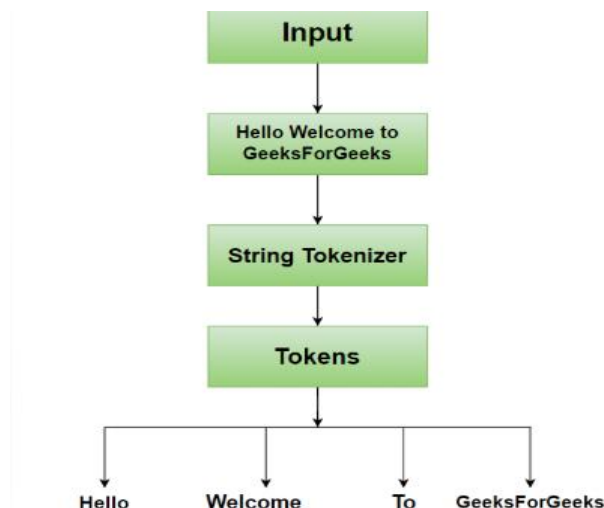 Input
Hello Welcome to
GeeksForGeeks
String Tokenizer
Tokens
Hello Welcome To GeeksForGeeks